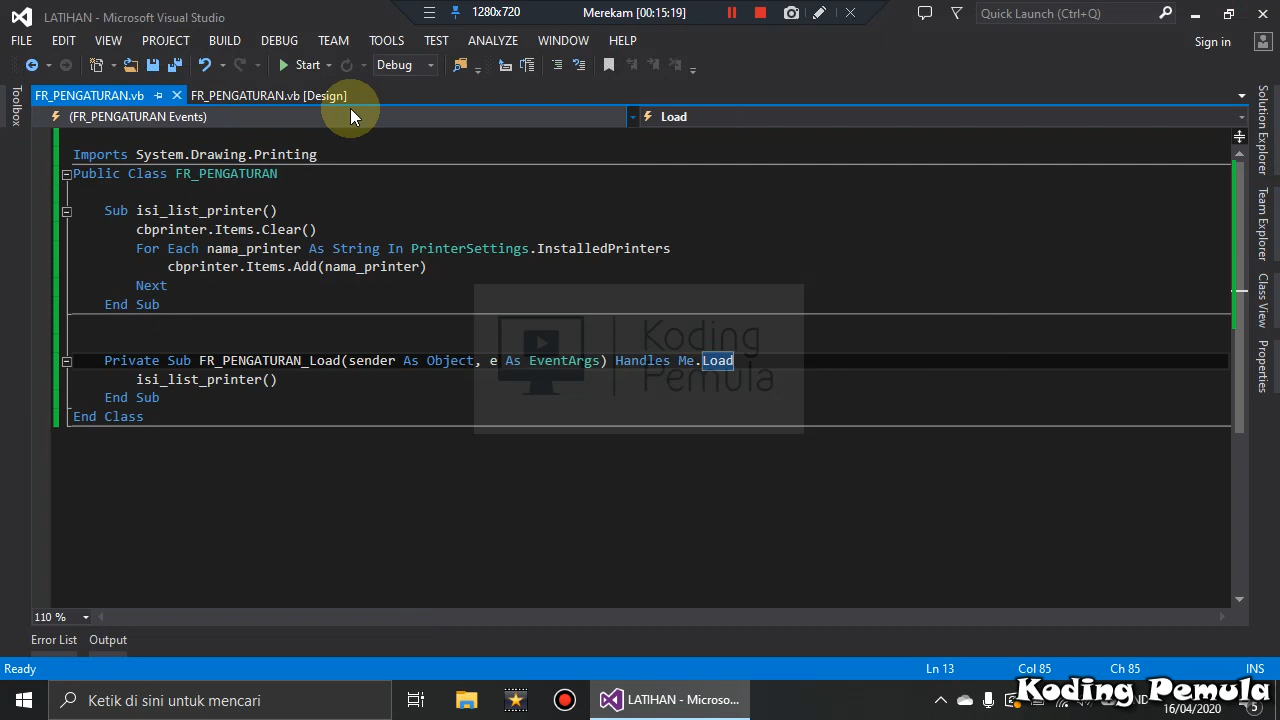 LATIHAN - Microsoft Visual Studio
1280x720
Merekam [00:15:19]
Quick Launch (Ctrl+Q)
FILE EDIT VIEW PROJECT BUILD DEBUG TEAM TOOLS TEST ANALYZE WINDOW HELP
Sign in
Start
Debug
FR_PENGATURAN.vb
FR_PENGATURAN.vb [Design]
(FR_PENGATURAN Events)
Load
Imports System.Drawing.Printing
Public Class FR_PENGATURAN
Sub isi_list_printer()
cbprinter.Items.Clear()
For Each nama_printer As String In PrinterSettings.InstalledPrinters
cbprinter.Items.Add(nama_printer)
Next
End Sub
Private Sub FR_PENGATURAN_Load(sender As Object, e As EventArgs) Handles Me.Load
isi_list_printer()
End Sub
End Class
Koding
Pemula
Toolbox
Solution Explorer
Team Explorer
Class View
Properties
110 %
Error List
Output
Ready
Ln 13
Col 85
Ch 85
INS
Ketik di sini untuk mencari
LATIHAN - Microso...
Koding Pemula
16/04/2020
5